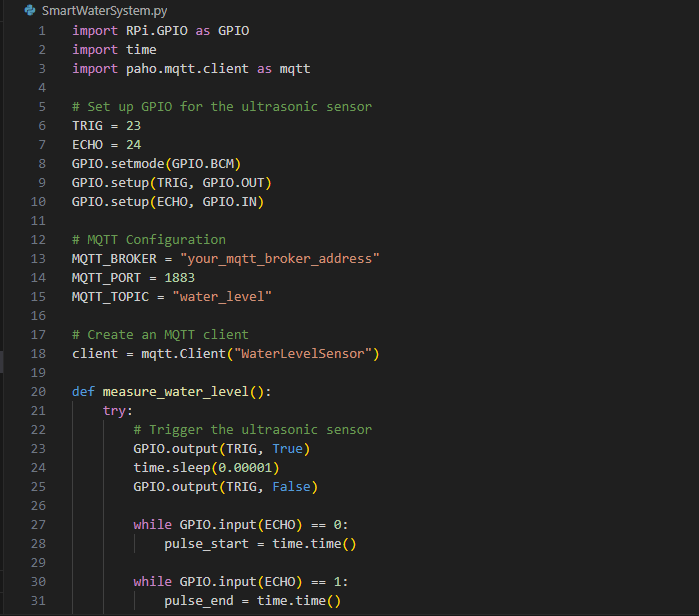 SmartWaterSystem.py
1 import RPi.GPIO as GPIO
2 import time
3 import paho.mqtt.client as mqtt
4
5 # Set up GPIO for the ultrasonic sensor
6 TRIG = 23
7 ECHO = 24
8 GPIO.setmode(GPIO.BCM)
9 GPIO.setup(TRIG, GPIO.OUT)
10 GPIO.setup(ECHO, GPIO.IN)
11
12 # MQTT Configuration
13 MQTT_BROKER = "your_mqtt_broker_address"
14 MQTT_PORT = 1883
15 MQTT_TOPIC = "water_level"
16
17 # Create an MQTT client
18 client = mqtt.Client("WaterLevelSensor")
19
20 def measure_water_level():
21     try:
22         # Trigger the ultrasonic sensor
23         GPIO.output(TRIG, True)
24         time.sleep(0.00001)
25         GPIO.output(TRIG, False)
26
27         while GPIO.input(ECHO) == 0:
28             pulse_start = time.time()
29
30         while GPIO.input(ECHO) == 1:
31             pulse_end = time.time()